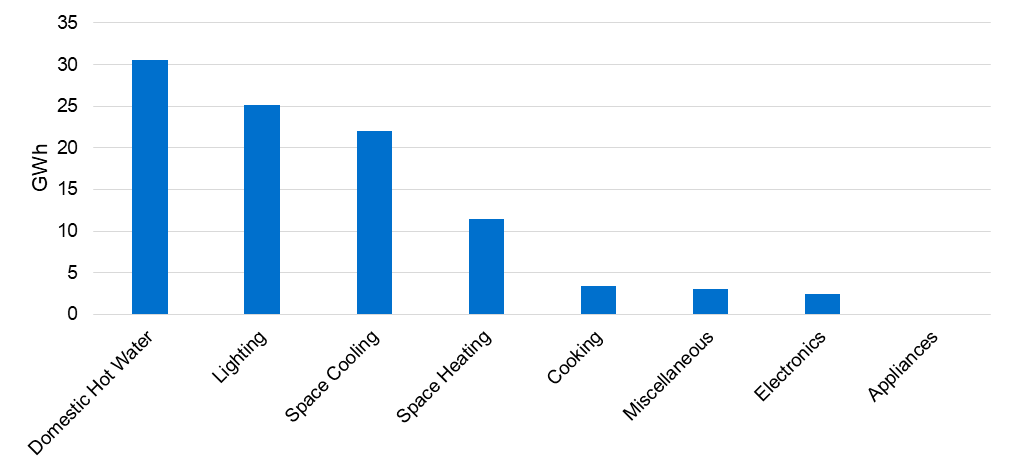 35
30
25
20
15
10
5
0
GWh
Domestic Hot Water
Lighting
Space Cooling
Space Heating
Cooking
Miscellaneous
Electronics
Appliances